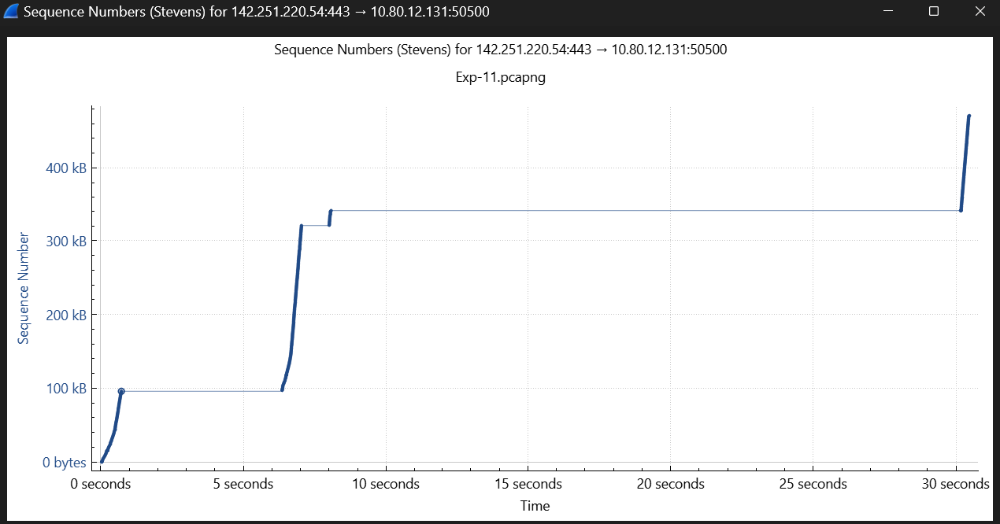 Sequence Numbers (Stevens) for 142.251.220.54:443 → 10.80.12.131:50500
Sequence Numbers (Stevens) for 142.251.220.54:443 → 10.80.12.131:50500
Exp-11.pcapng
Sequence Number
400 kB
300 kB
200 kB
100 kB
0 bytes
0 seconds 5 seconds 10 seconds 15 seconds 20 seconds 25 seconds 30 seconds
Time